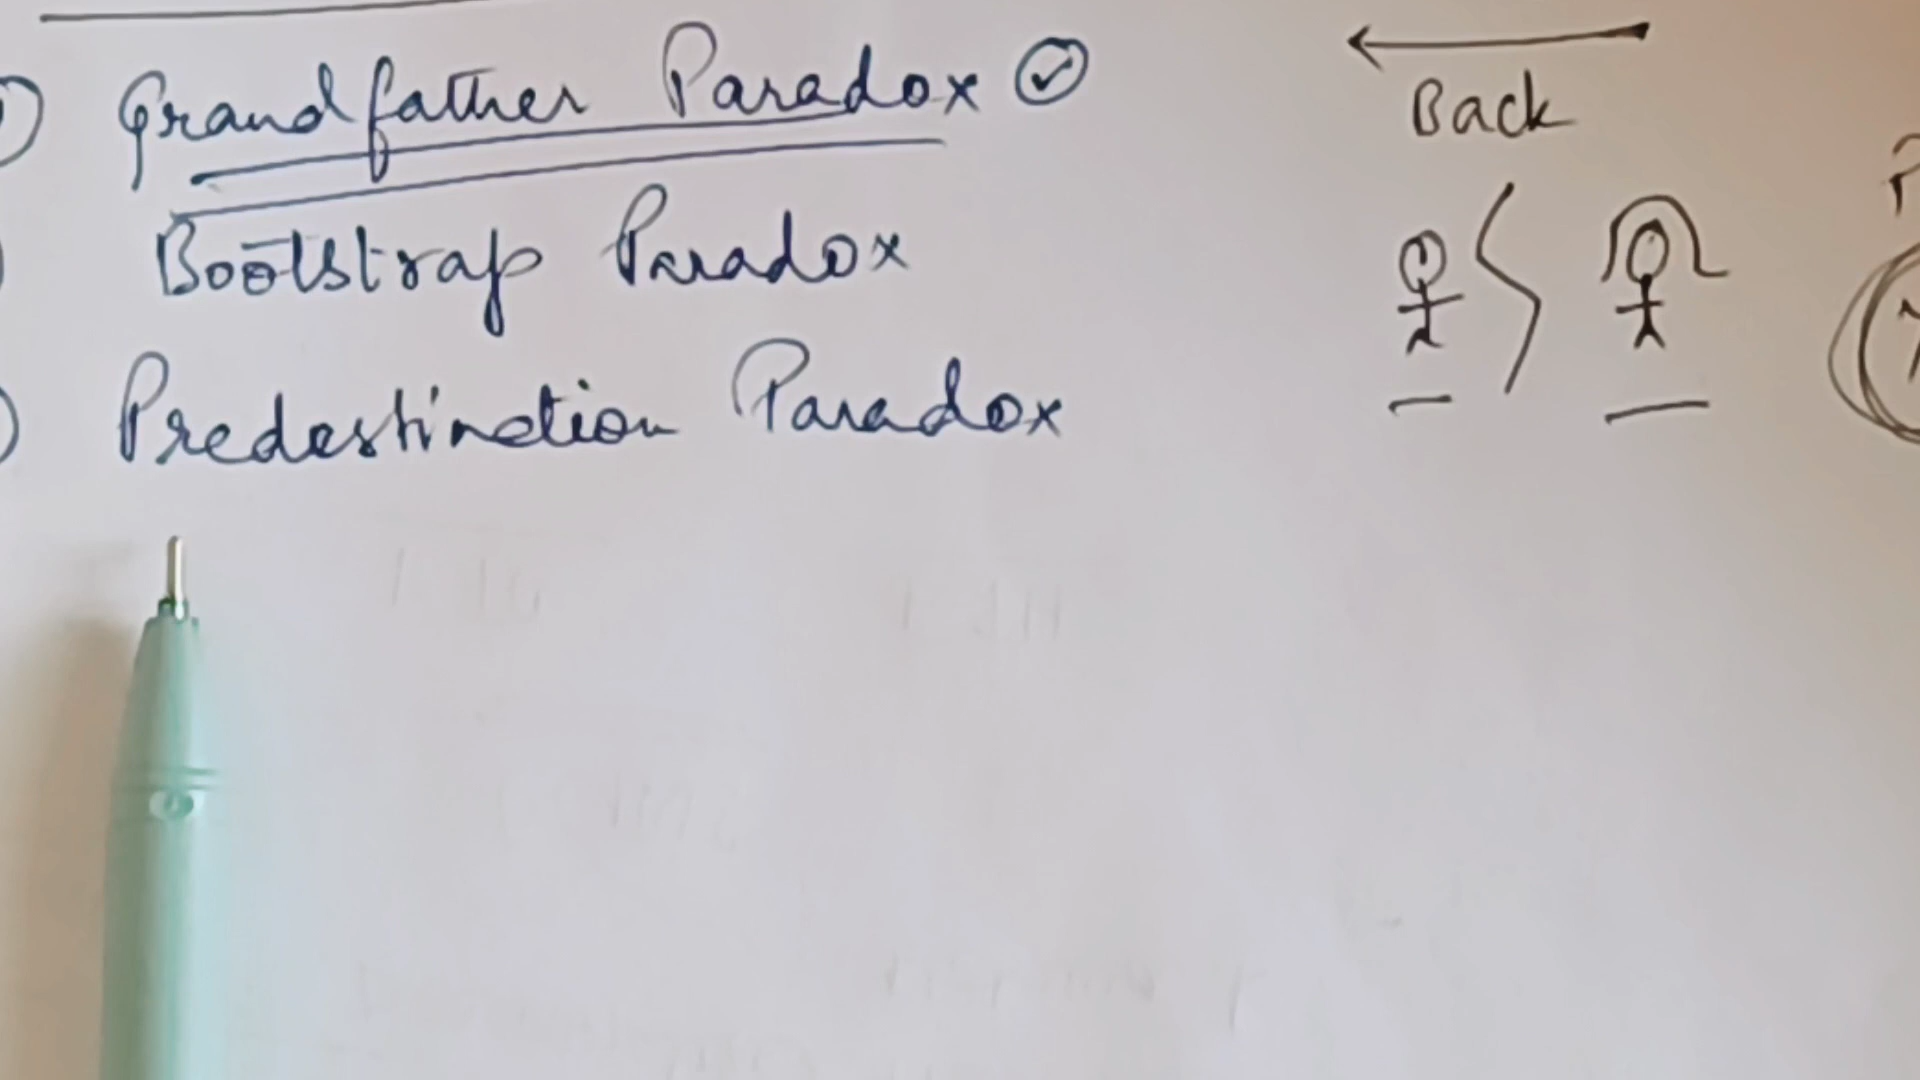 Grandfather Paradox
Bootstrap Paradox
Predestination Paradox
Back